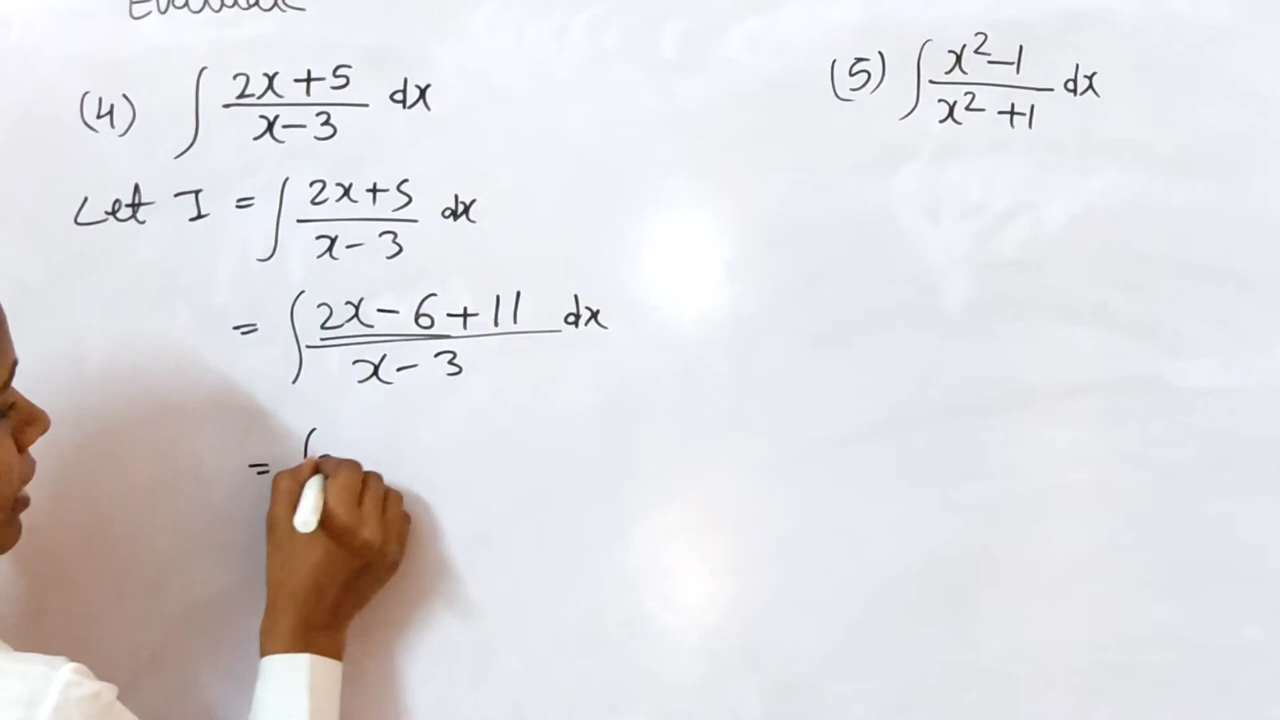 Evaluate
(4) ∫ (2x+5)/(x-3) dx
Let I = ∫ (2x+5)/(x-3) dx
= ∫ (2x-6+11)/(x-3) dx
= ∫
(5) ∫ (x²-1)/(x²+1) dx